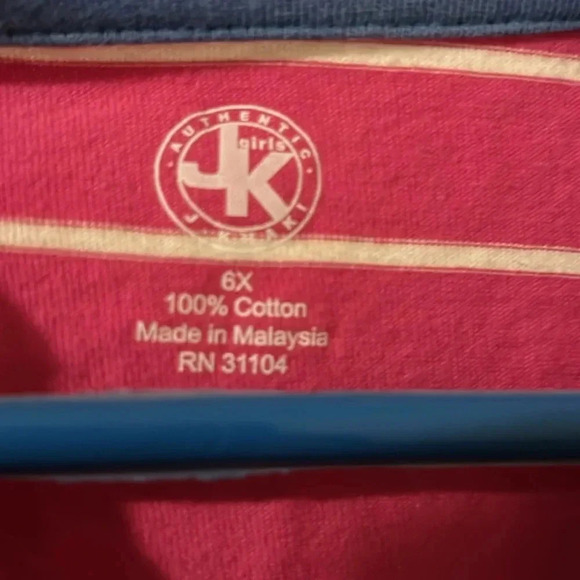 AUTHENTIC
girls
JK
J·KHAKI
6X
100% Cotton
Made in Malaysia
RN 31104